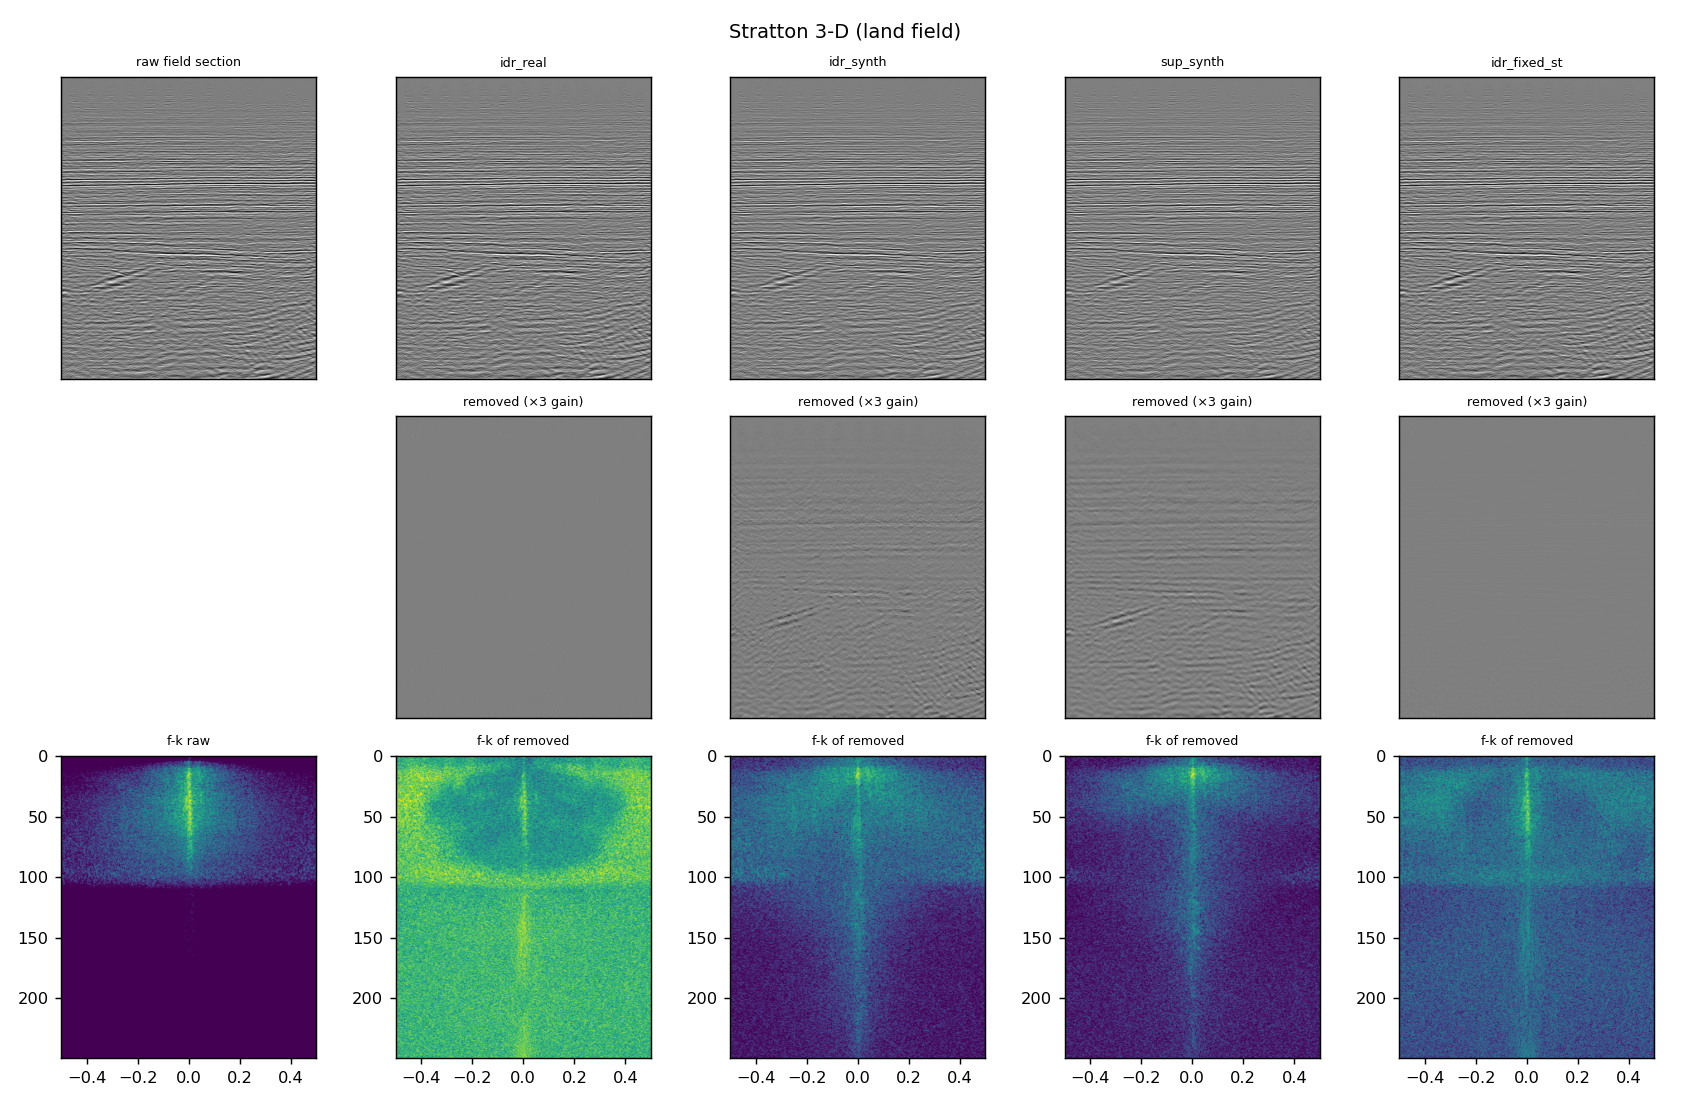 Stratton 3-D (land field)
raw field section
idr_real
idr_synth
sup_synth
idr_fixed_st
removed (×3 gain)
removed (×3 gain)
removed (×3 gain)
removed (×3 gain)
f-k raw
f-k of removed
f-k of removed
f-k of removed
f-k of removed
0 0 0 0 0
50 50 50 50 50
100 100 100 100 100
150 150 150 150 150
200 200 200 200 200
−0.4 −0.2 0.0 0.2 0.4 −0.4 −0.2 0.0 0.2 0.4 −0.4 −0.2 0.0 0.2 0.4 −0.4 −0.2 0.0 0.2 0.4 −0.4 −0.2 0.0 0.2 0.4